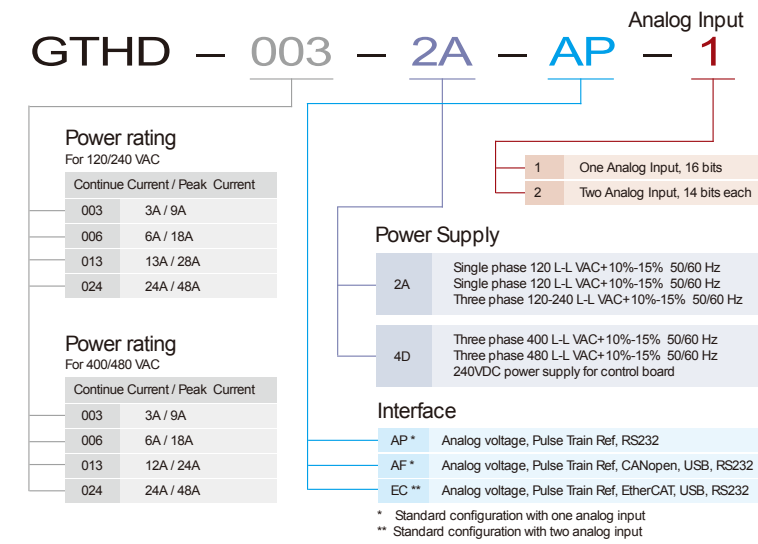 Analog Input
GTHD – 003 – 2A – AP – 1
Power rating
For 120/240 VAC
Continue Current / Peak Current
003 3A / 9A
006 6A / 18A
013 13A / 28A
024 24A / 48A
Power rating
For 400/480 VAC
Continue Current / Peak Current
003 3A / 9A
006 6A / 18A
013 12A / 24A
024 24A / 48A
1 One Analog Input, 16 bits
2 Two Analog Input, 14 bits each
Power Supply
2A
Single phase 120 L-L VAC+10%-15% 50/60 Hz
Single phase 120 L-L VAC+10%-15% 50/60 Hz
Three phase 120-240 L-L VAC+10%-15% 50/60 Hz
4D
Three phase 400 L-L VAC+10%-15% 50/60 Hz
Three phase 480 L-L VAC+10%-15% 50/60 Hz
240VDC power supply for control board
Interface
AP * Analog voltage, Pulse Train Ref, RS232
AF * Analog voltage, Pulse Train Ref, CANopen, USB, RS232
EC ** Analog voltage, Pulse Train Ref, EtherCAT, USB, RS232
* Standard configuration with one analog input
** Standard configuration with two analog input